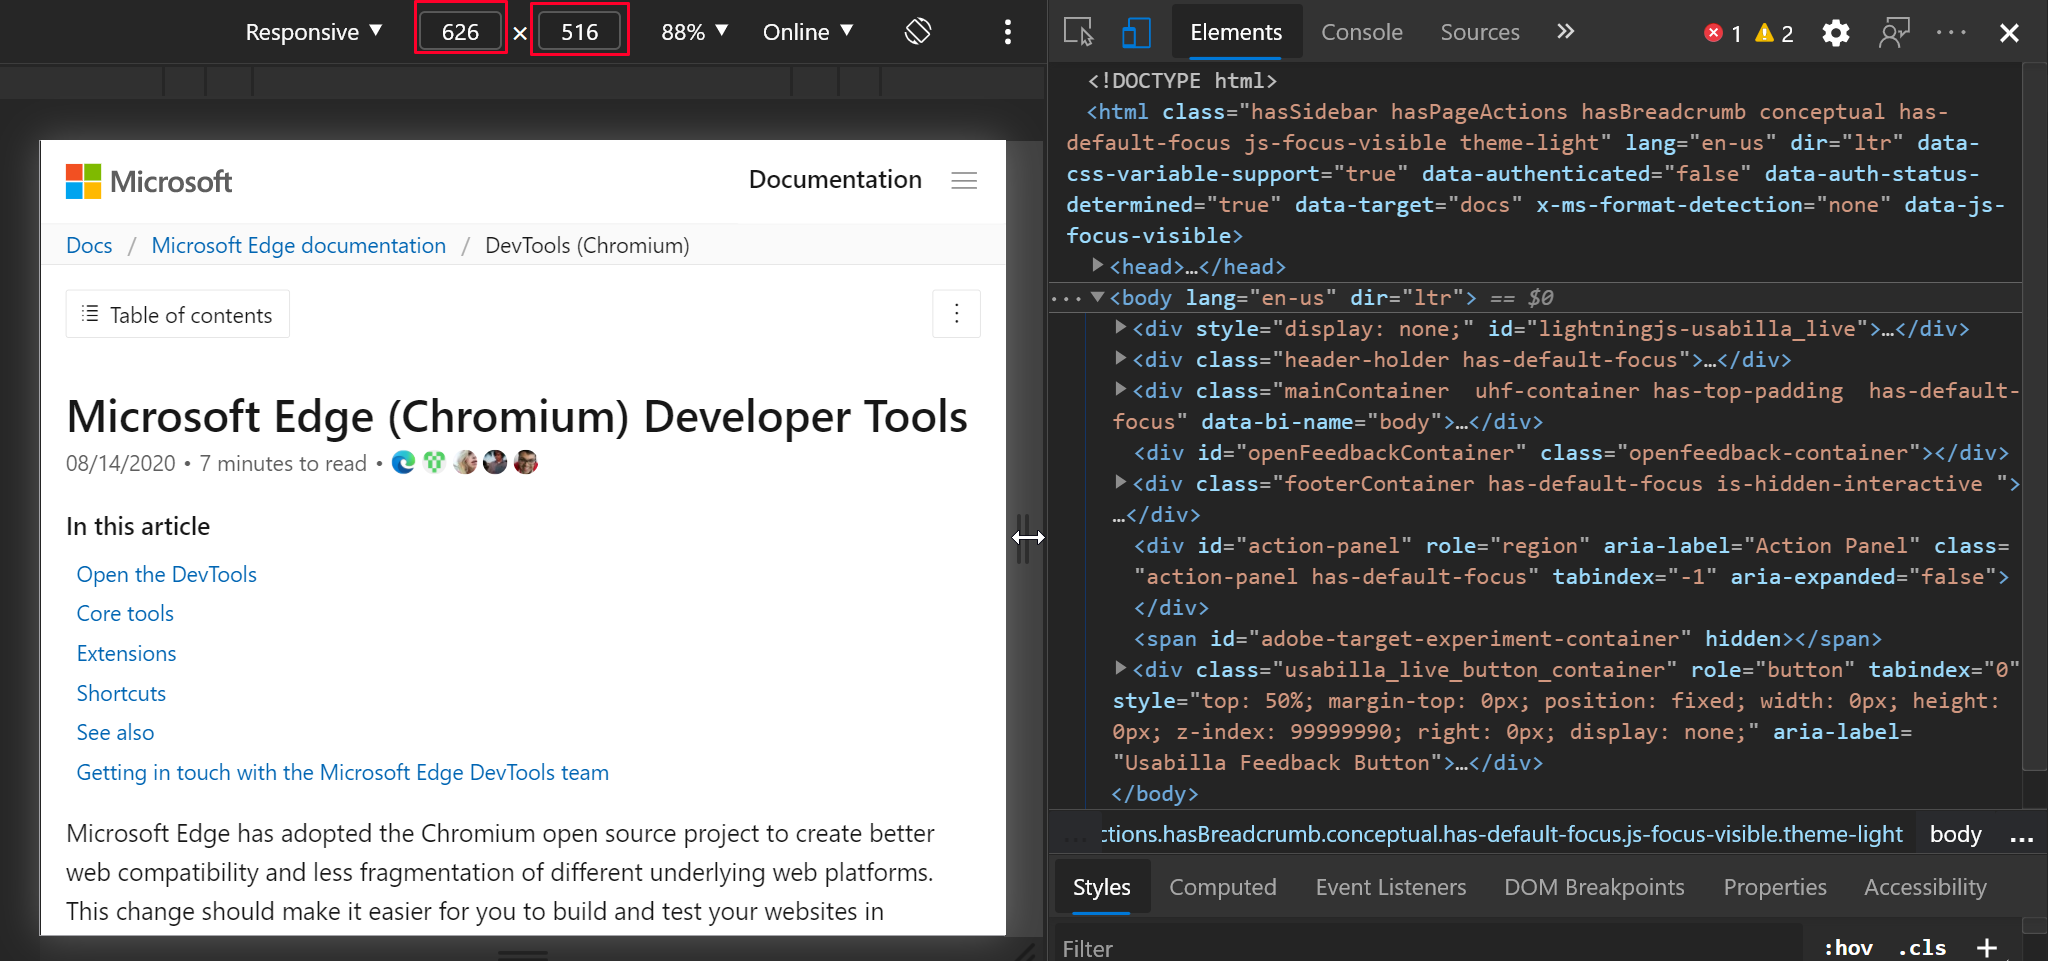 Responsive ▼ 626 × 516 88% ▼ Online ▼
Elements Console Sources » 1 2
Microsoft
Documentation
Docs / Microsoft Edge documentation / DevTools (Chromium)
Table of contents
Microsoft Edge (Chromium) Developer Tools
08/14/2020 • 7 minutes to read •
In this article
Open the DevTools
Core tools
Extensions
Shortcuts
See also
Getting in touch with the Microsoft Edge DevTools team
Microsoft Edge has adopted the Chromium open source project to create better
web compatibility and less fragmentation of different underlying web platforms.
This change should make it easier for you to build and test your websites in
<!DOCTYPE html>
<html class="hasSidebar hasPageActions hasBreadcrumb conceptual has-
default-focus js-focus-visible theme-light" lang="en-us" dir="ltr" data-
css-variable-support="true" data-authenticated="false" data-auth-status-
determined="true" data-target="docs" x-ms-format-detection="none" data-js-
focus-visible>
▶<head>…</head>
... ▼<body lang="en-us" dir="ltr"> == $0
▶<div style="display: none;" id="lightningjs-usabilla_live">…</div>
▶<div class="header-holder has-default-focus">…</div>
▶<div class="mainContainer  uhf-container has-top-padding  has-default-
focus" data-bi-name="body">…</div>
<div id="openFeedbackContainer" class="openfeedback-container"></div>
▶<div class="footerContainer has-default-focus is-hidden-interactive ">
…</div>
<div id="action-panel" role="region" aria-label="Action Panel" class=
"action-panel has-default-focus" tabindex="-1" aria-expanded="false">
</div>
<span id="adobe-target-experiment-container" hidden></span>
▶<div class="usabilla_live_button_container" role="button" tabindex="0"
style="top: 50%; margin-top: 0px; position: fixed; width: 0px; height:
0px; z-index: 99999990; right: 0px; display: none;" aria-label=
"Usabilla Feedback Button">…</div>
</body>
... ctions.hasBreadcrumb.conceptual.has-default-focus.js-focus-visible.theme-light body ...
Styles Computed Event Listeners DOM Breakpoints Properties Accessibility
Filter :hov .cls +